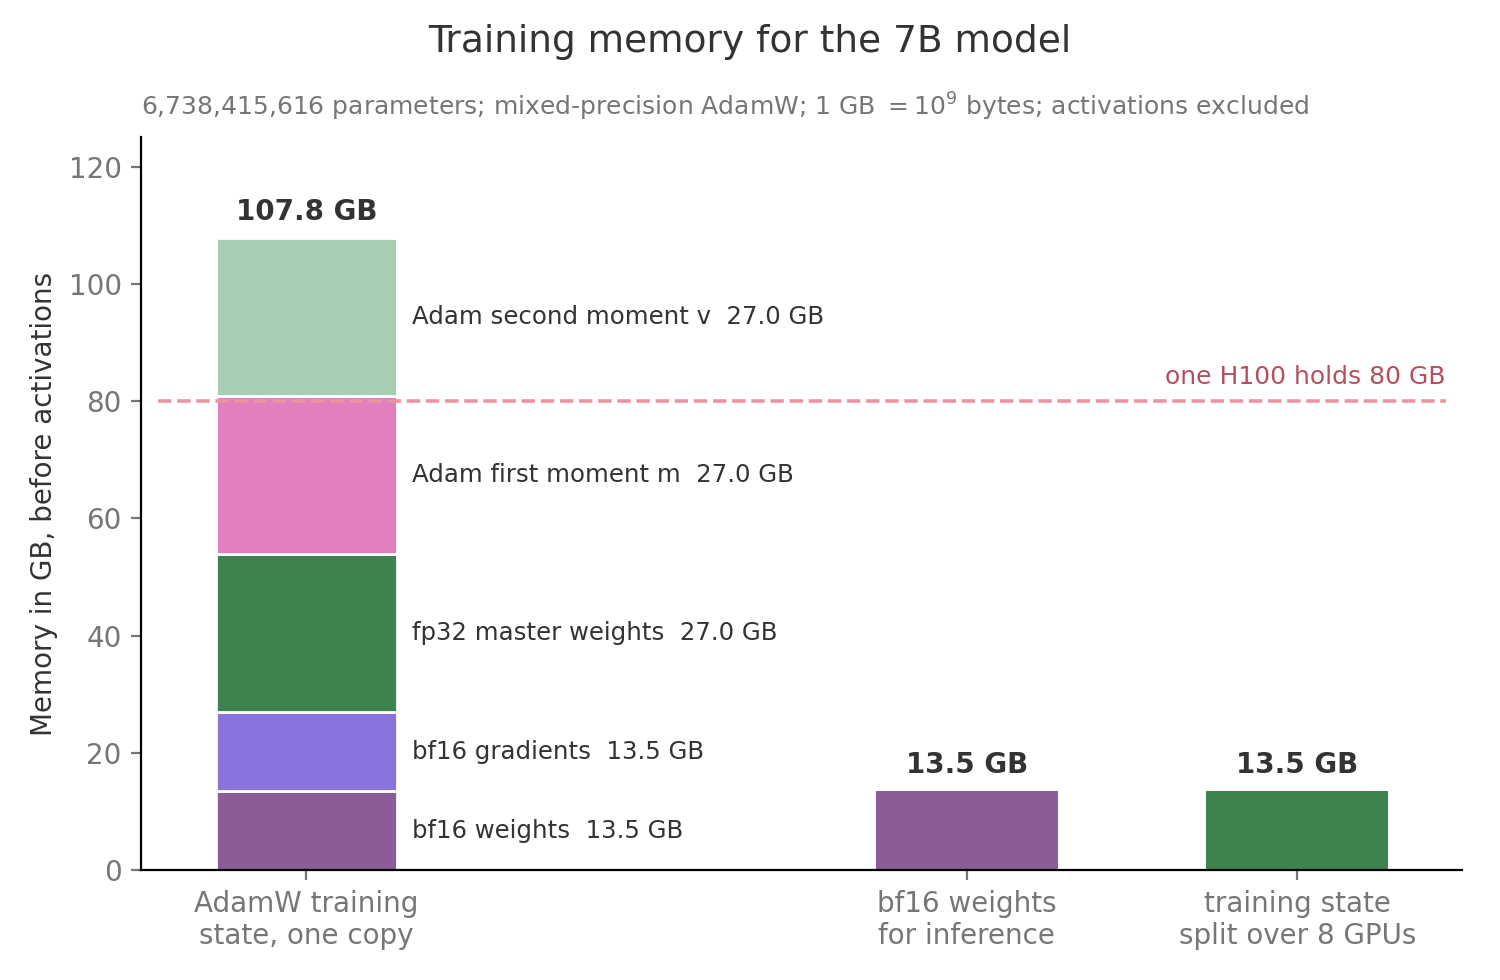 Training memory for the 7B model
6,738,415,616 parameters; mixed-precision AdamW; 1 GB = 10⁹ bytes; activations excluded
Memory in GB, before activations
120
100
80
60
40
20
0
107.8 GB
Adam second moment v 27.0 GB
one H100 holds 80 GB
Adam first moment m 27.0 GB
fp32 master weights 27.0 GB
bf16 gradients 13.5 GB
bf16 weights 13.5 GB
13.5 GB
13.5 GB
AdamW training
state, one copy
bf16 weights
for inference
training state
split over 8 GPUs